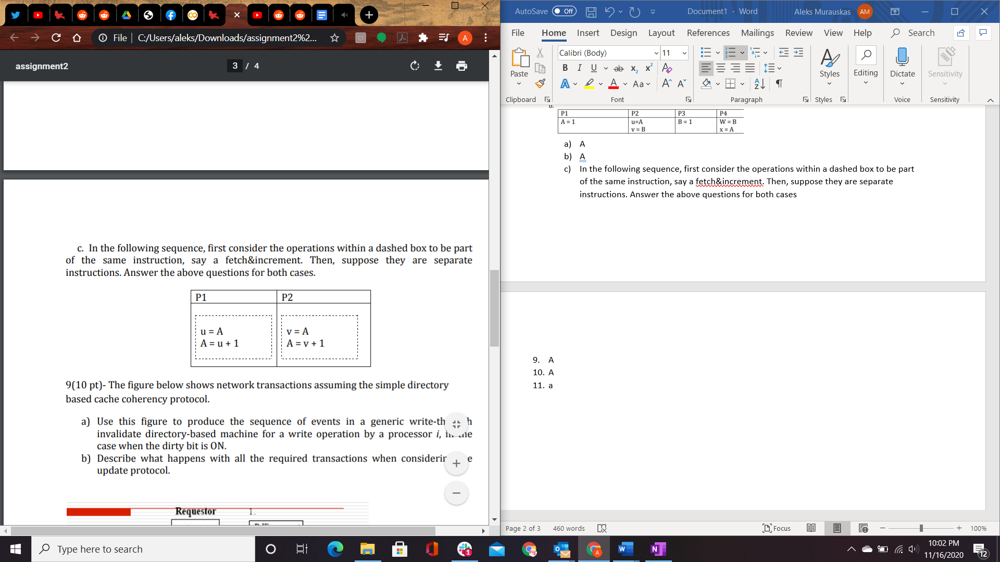 File
C:/Users/aleks/Downloads/assignment2%2...
A
assignment2
3 / 4
c. In the following sequence, first consider the operations within a dashed box to be part
of the same instruction, say a fetch&increment. Then, suppose they are separate
instructions. Answer the above questions for both cases.
P1 P2
u = A v = A
A = u + 1 A = v + 1
9(10 pt)- The figure below shows network transactions assuming the simple directory
based cache coherency protocol.
a) Use this figure to produce the sequence of events in a generic write-th h
invalidate directory-based machine for a write operation by a processor i, he
case when the dirty bit is ON.
b) Describe what happens with all the required transactions when considerin e
update protocol.
Requestor 1.
AutoSave Off Document1 - Word Aleks Murauskas AM
File Home Insert Design Layout References Mailings Review View Help Search
Calibri (Body) 11
Paste
B I U ab x2 x2
A A Aa A A
Styles Editing Dictate Sensitivity
Clipboard Font Paragraph Styles Voice Sensitivity
b.
P1 P2 P3 P4
A = 1 u=A B = 1 W = B
v = B x = A
a) A
b) A
c) In the following sequence, first consider the operations within a dashed box to be part
of the same instruction, say a fetch&increment. Then, suppose they are separate
instructions. Answer the above questions for both cases
9. A
10. A
11. a
Page 2 of 3 460 words Focus 100%
Type here to search
10:02 PM
11/16/2020
12